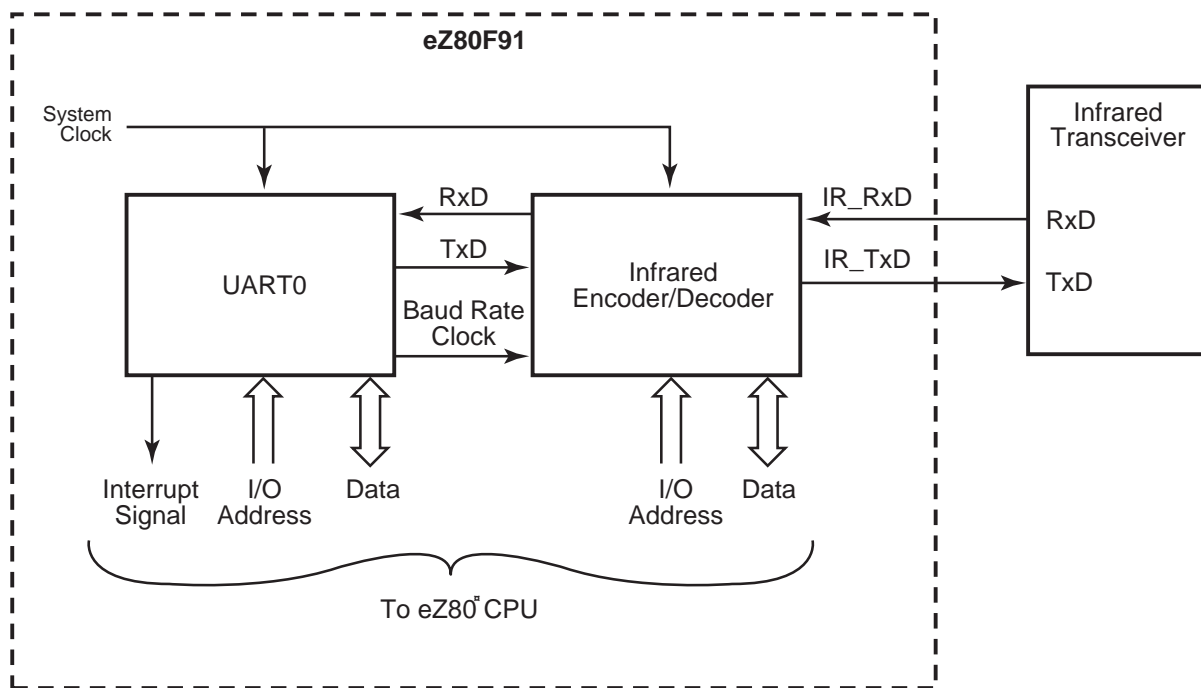 eZ80F91
System
Clock
Infrared
Transceiver
RxD
IR_RxD
RxD
TxD
IR_TxD
TxD
UART0
Infrared
Encoder/Decoder
Baud Rate
Clock
Interrupt
Signal
I/O
Address
Data
I/O
Address
Data
To eZ80¤ CPU